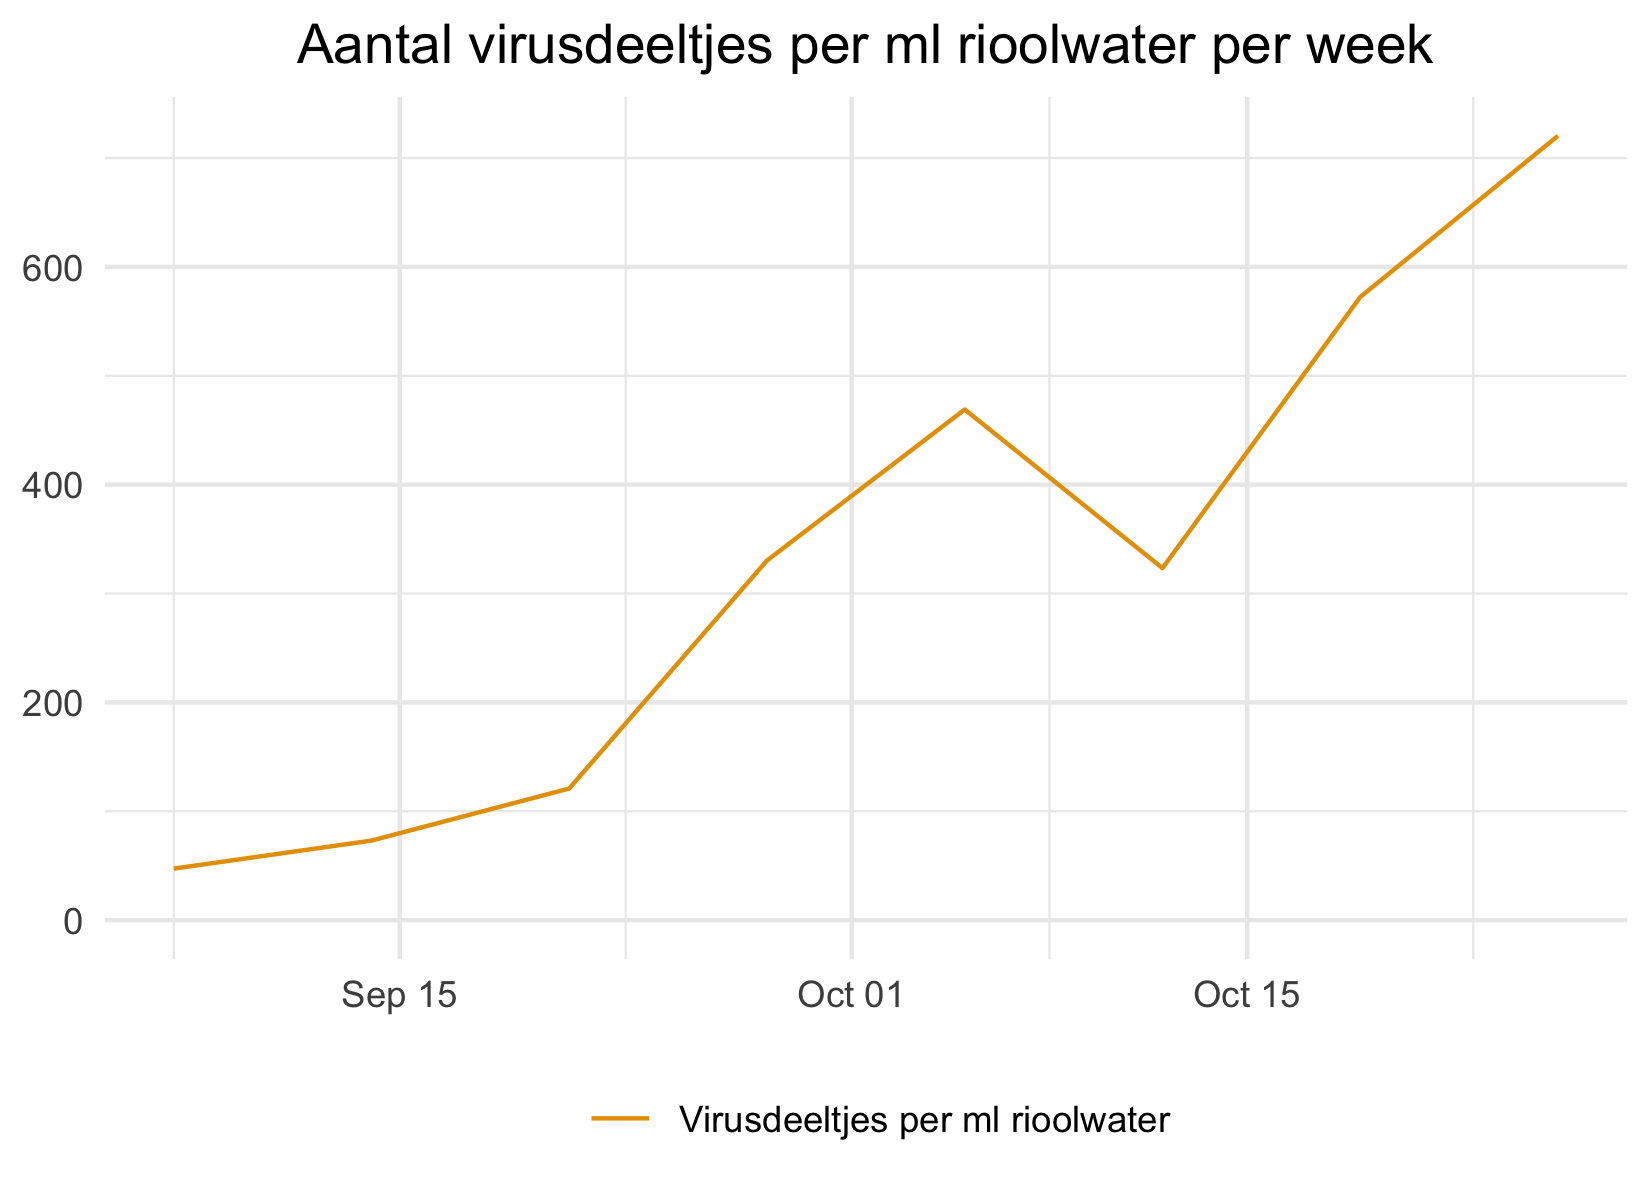 Aantal virusdeeltjes per ml rioolwater per week
600
400
200
0
Sep 15 Oct 01 Oct 15
Virusdeeltjes per ml rioolwater